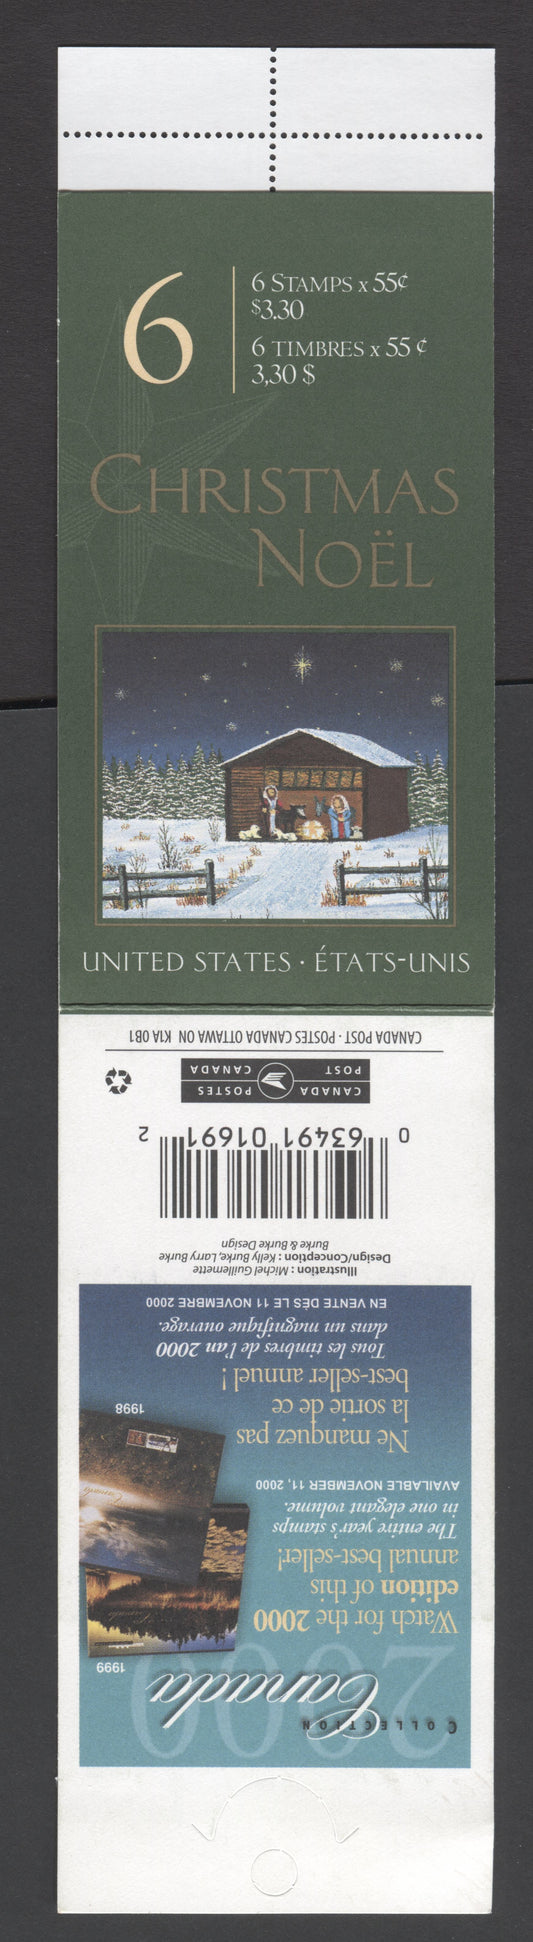 6
6 STAMPS x 55¢
$3.30
6 TIMBRES x 55 ¢
3,30 $
CHRISTMAS
NOËL
UNITED STATES · ÉTATS-UNIS
COLLECTION
Canada
2000
1999
Watch for the 2000
edition of this
annual best-seller!
The entire year's stamps
in one elegant volume.
AVAILABLE NOVEMBER 11, 2000
Ne manquez pas
la sortie de ce
best-seller annuel !
1998
Tous les timbres de l'an 2000
dans un magnifique ouvrage.
EN VENTE DÈS LE 11 NOVEMBRE 2000
Illustration : Michel Guillemette
Design/Conception : Kelly Burke, Larry Burke
Burke & Burke Design
0 63491 01691 2
CANADA POSTES
POST CANADA
CANADA POST · POSTES CANADA OTTAWA ON K1A 0B1